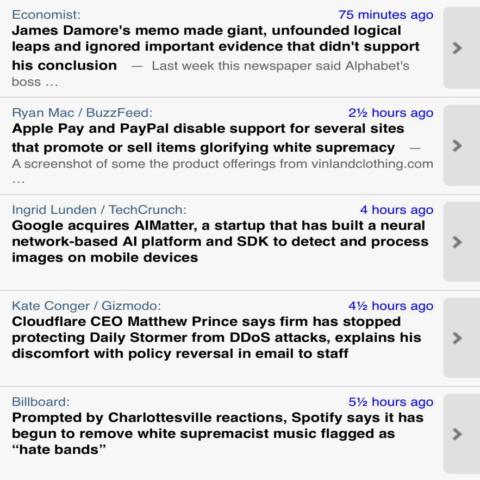 Economist: 75 minutes ago
James Damore's memo made giant, unfounded logical
leaps and ignored important evidence that didn't support
his conclusion — Last week this newspaper said Alphabet's
boss …
Ryan Mac / BuzzFeed: 2½ hours ago
Apple Pay and PayPal disable support for several sites
that promote or sell items glorifying white supremacy —
A screenshot of some the product offerings from vinlandclothing.com
…
Ingrid Lunden / TechCrunch: 4 hours ago
Google acquires AIMatter, a startup that has built a neural
network-based AI platform and SDK to detect and process
images on mobile devices
Kate Conger / Gizmodo: 4½ hours ago
Cloudflare CEO Matthew Prince says firm has stopped
protecting Daily Stormer from DDoS attacks, explains his
discomfort with policy reversal in email to staff
Billboard: 5½ hours ago
Prompted by Charlottesville reactions, Spotify says it has
begun to remove white supremacist music flagged as
“hate bands”